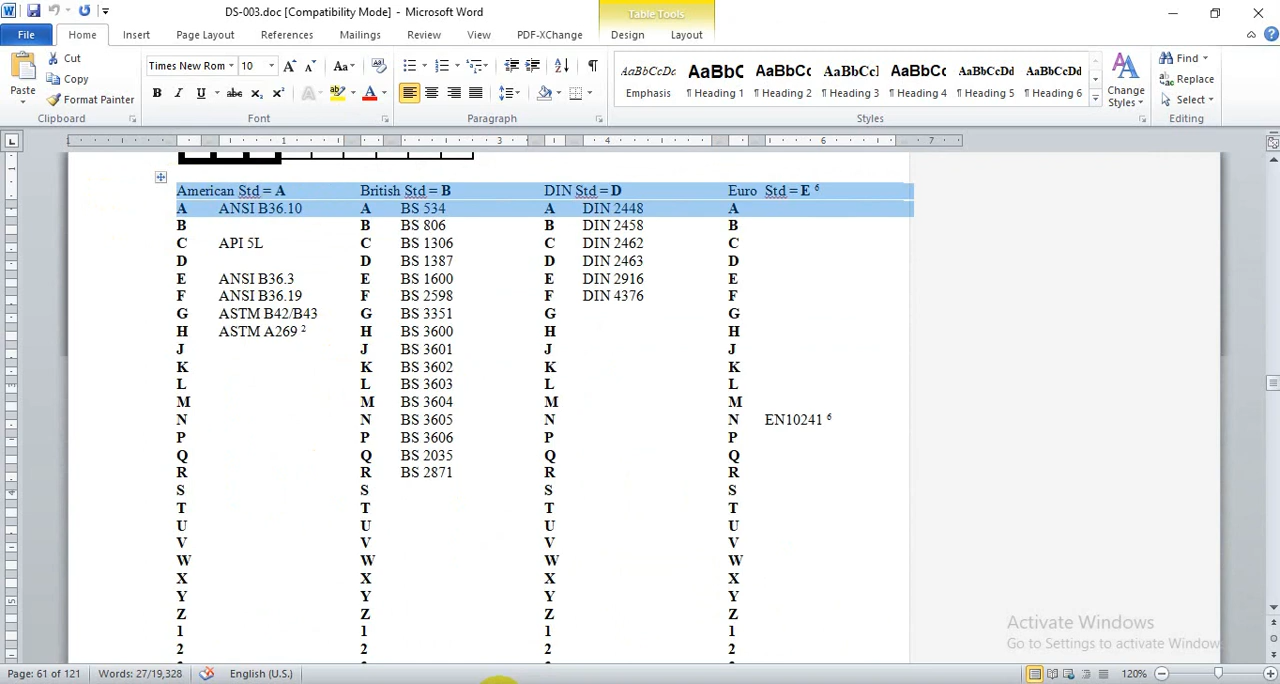 DS-003.doc [Compatibility Mode] - Microsoft Word
Table Tools
File Home Insert Page Layout References Mailings Review View PDF-XChange Design Layout
Paste
Cut
Copy
Format Painter
Clipboard
Times New Rom 10
Font
Paragraph
AaBbCcDc AaBbC AaBbCc AaBbCcI AaBbCc AaBbCcDd AaBbCcD.
Emphasis ¶ Heading 1 ¶ Heading 2 ¶ Heading 3 ¶ Heading 4 ¶ Heading 5 ¶ Heading 6
Styles
Change Styles
Find
Replace
Select
Editing
1 3 4 6 7
American Std = A British Std = B DIN Std = D Euro Std = E 6
A ANSI B36.10 A BS 534 A DIN 2448 A
B B BS 806 B DIN 2458 B
C API 5L C BS 1306 C DIN 2462 C
D D BS 1387 D DIN 2463 D
E ANSI B36.3 E BS 1600 E DIN 2916 E
F ANSI B36.19 F BS 2598 F DIN 4376 F
G ASTM B42/B43 G BS 3351 G G
H ASTM A269 2 H BS 3600 H H
J J BS 3601 J J
K K BS 3602 K K
L L BS 3603 L L
M M BS 3604 M M
N N BS 3605 N N EN10241 6
P P BS 3606 P P
Q Q BS 2035 Q Q
R R BS 2871 R R
S S S S
T T T T
U U U U
V V V V
W W W W
X X X X
Y Y Y Y
Z Z Z Z
1 1 1 1
2 2 2 2
Activate Windows
Go to Settings to activate Window
Page: 61 of 121 Words: 27/19,328 English (U.S.) 120%